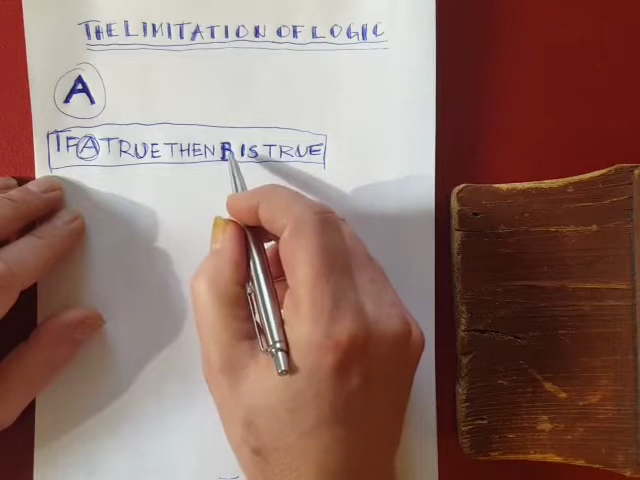 THE LIMITATION OF LOGIC
A
IF A TRUE THEN B IS TRUE